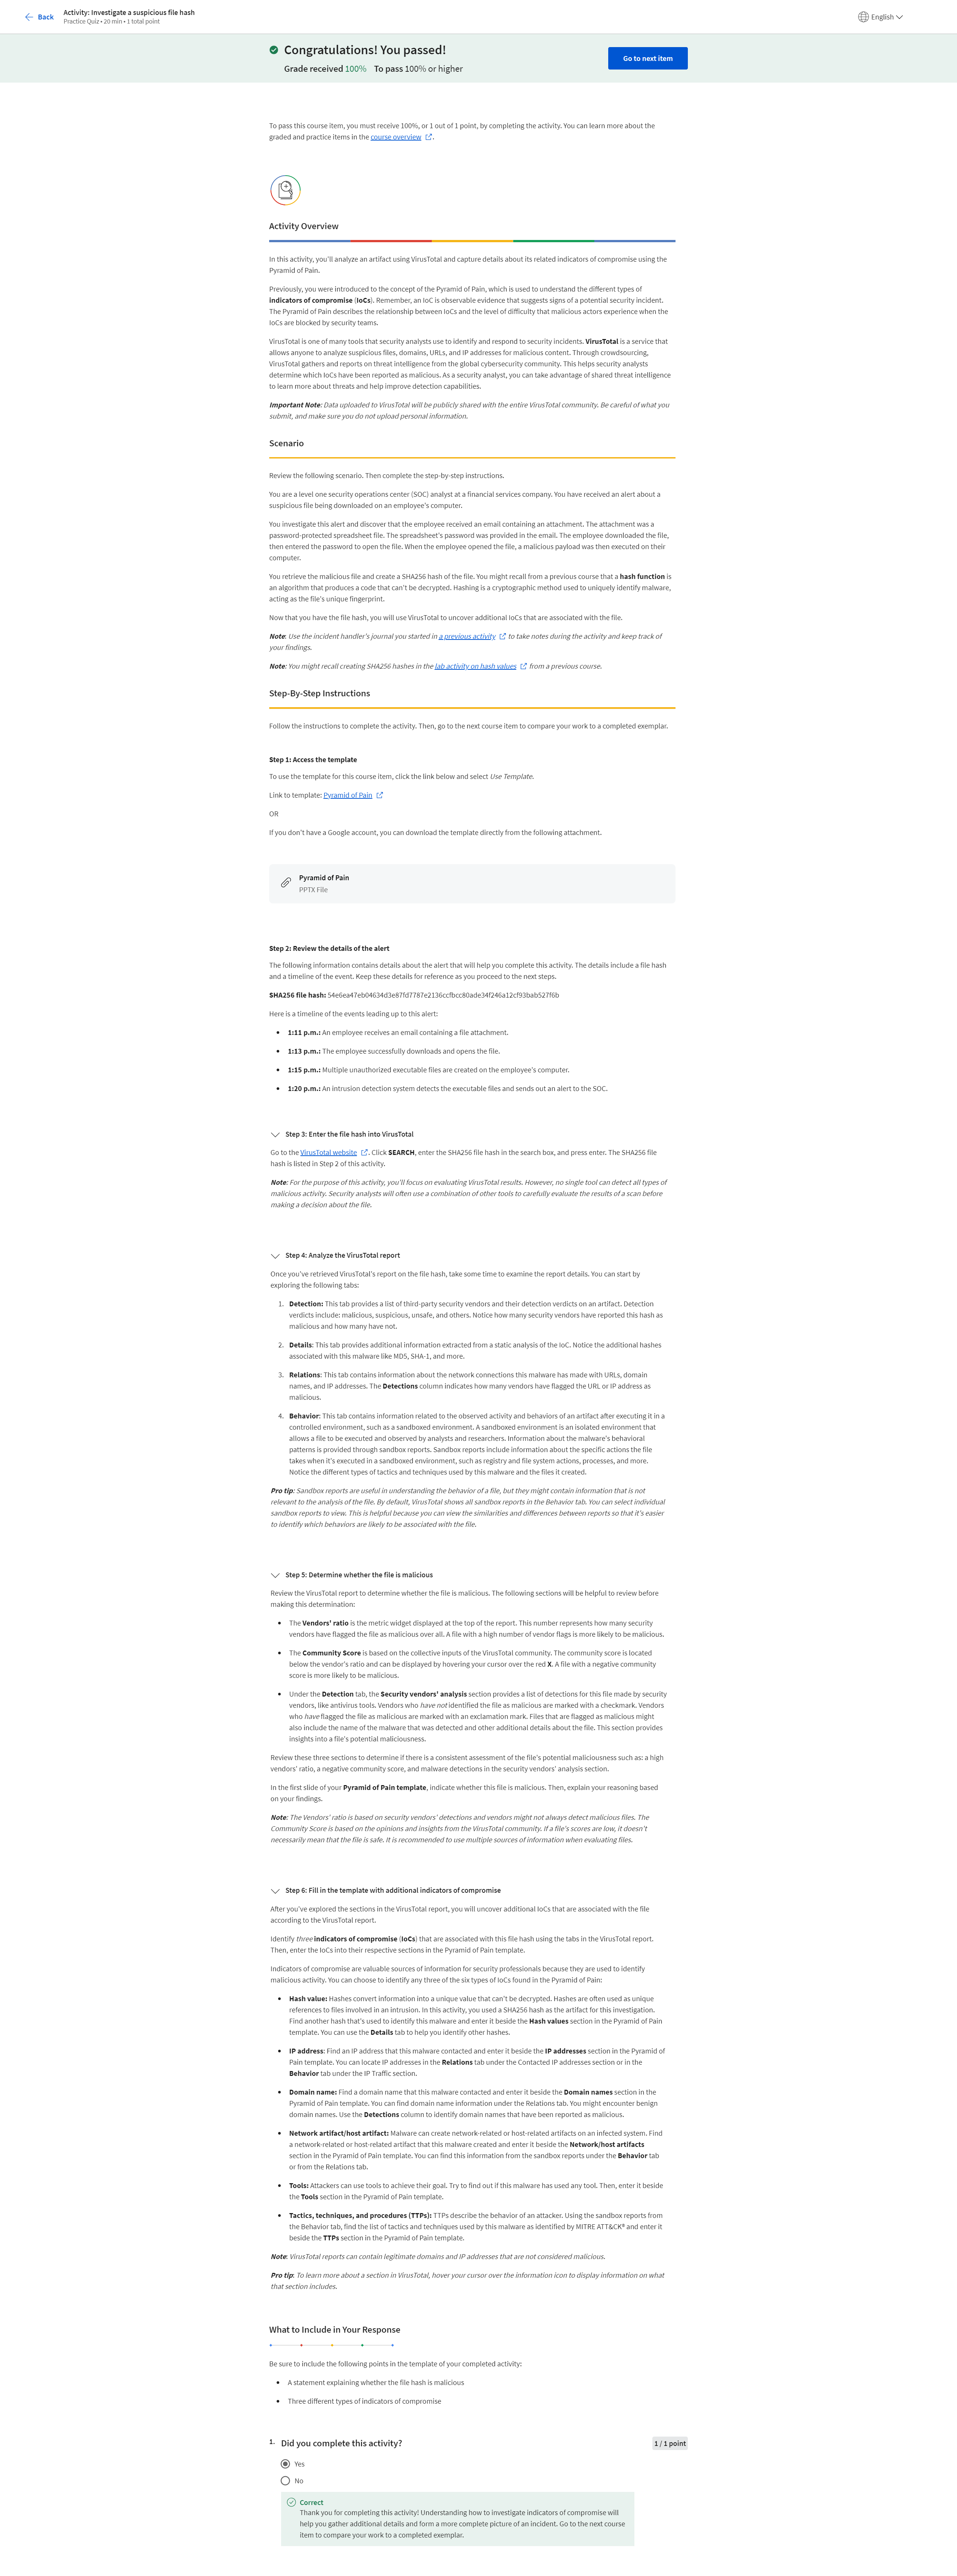 Back
Activity: Investigate a suspicious file hash
Practice Quiz • 20 min • 1 total point
English
Congratulations! You passed!
Grade received 100% To pass 100% or higher
Go to next item
To pass this course item, you must receive 100%, or 1 out of 1 point, by completing the activity. You can learn more about the
graded and practice items in the course overview .
Activity Overview
In this activity, you'll analyze an artifact using VirusTotal and capture details about its related indicators of compromise using the
Pyramid of Pain.
Previously, you were introduced to the concept of the Pyramid of Pain, which is used to understand the different types of
indicators of compromise (IoCs). Remember, an IoC is observable evidence that suggests signs of a potential security incident.
The Pyramid of Pain describes the relationship between IoCs and the level of difficulty that malicious actors experience when the
IoCs are blocked by security teams.
VirusTotal is one of many tools that security analysts use to identify and respond to security incidents. VirusTotal is a service that
allows anyone to analyze suspicious files, domains, URLs, and IP addresses for malicious content. Through crowdsourcing,
VirusTotal gathers and reports on threat intelligence from the global cybersecurity community. This helps security analysts
determine which IoCs have been reported as malicious. As a security analyst, you can take advantage of shared threat intelligence
to learn more about threats and help improve detection capabilities.
Important Note: Data uploaded to VirusTotal will be publicly shared with the entire VirusTotal community. Be careful of what you
submit, and make sure you do not upload personal information.
Scenario
Review the following scenario. Then complete the step-by-step instructions.
You are a level one security operations center (SOC) analyst at a financial services company. You have received an alert about a
suspicious file being downloaded on an employee's computer.
You investigate this alert and discover that the employee received an email containing an attachment. The attachment was a
password-protected spreadsheet file. The spreadsheet's password was provided in the email. The employee downloaded the file,
then entered the password to open the file. When the employee opened the file, a malicious payload was then executed on their
computer.
You retrieve the malicious file and create a SHA256 hash of the file. You might recall from a previous course that a hash function is
an algorithm that produces a code that can't be decrypted. Hashing is a cryptographic method used to uniquely identify malware,
acting as the file's unique fingerprint.
Now that you have the file hash, you will use VirusTotal to uncover additional IoCs that are associated with the file.
Note: Use the incident handler's journal you started in a previous activity to take notes during the activity and keep track of
your findings.
Note: You might recall creating SHA256 hashes in the lab activity on hash values from a previous course.
Step-By-Step Instructions
Follow the instructions to complete the activity. Then, go to the next course item to compare your work to a completed exemplar.
Step 1: Access the template
To use the template for this course item, click the link below and select Use Template.
Link to template: Pyramid of Pain
OR
If you don't have a Google account, you can download the template directly from the following attachment.
Pyramid of Pain
PPTX File
Step 2: Review the details of the alert
The following information contains details about the alert that will help you complete this activity. The details include a file hash
and a timeline of the event. Keep these details for reference as you proceed to the next steps.
SHA256 file hash: 54e6ea47eb04634d3e87fd7787e2136ccfbcc80ade34f246a12cf93bab527f6b
Here is a timeline of the events leading up to this alert:
• 1:11 p.m.: An employee receives an email containing a file attachment.
• 1:13 p.m.: The employee successfully downloads and opens the file.
• 1:15 p.m.: Multiple unauthorized executable files are created on the employee's computer.
• 1:20 p.m.: An intrusion detection system detects the executable files and sends out an alert to the SOC.
Step 3: Enter the file hash into VirusTotal
Go to the VirusTotal website . Click SEARCH, enter the SHA256 file hash in the search box, and press enter. The SHA256 file
hash is listed in Step 2 of this activity.
Note: For the purpose of this activity, you'll focus on evaluating VirusTotal results. However, no single tool can detect all types of
malicious activity. Security analysts will often use a combination of other tools to carefully evaluate the results of a scan before
making a decision about the file.
Step 4: Analyze the VirusTotal report
Once you've retrieved VirusTotal's report on the file hash, take some time to examine the report details. You can start by
exploring the following tabs:
1. Detection: This tab provides a list of third-party security vendors and their detection verdicts on an artifact. Detection
verdicts include: malicious, suspicious, unsafe, and others. Notice how many security vendors have reported this hash as
malicious and how many have not.
2. Details: This tab provides additional information extracted from a static analysis of the IoC. Notice the additional hashes
associated with this malware like MD5, SHA-1, and more.
3. Relations: This tab contains information about the network connections this malware has made with URLs, domain
names, and IP addresses. The Detections column indicates how many vendors have flagged the URL or IP address as
malicious.
4. Behavior: This tab contains information related to the observed activity and behaviors of an artifact after executing it in a
controlled environment, such as a sandboxed environment. A sandboxed environment is an isolated environment that
allows a file to be executed and observed by analysts and researchers. Information about the malware's behavioral
patterns is provided through sandbox reports. Sandbox reports include information about the specific actions the file
takes when it's executed in a sandboxed environment, such as registry and file system actions, processes, and more.
Notice the different types of tactics and techniques used by this malware and the files it created.
Pro tip: Sandbox reports are useful in understanding the behavior of a file, but they might contain information that is not
relevant to the analysis of the file. By default, VirusTotal shows all sandbox reports in the Behavior tab. You can select individual
sandbox reports to view. This is helpful because you can view the similarities and differences between reports so that it's easier
to identify which behaviors are likely to be associated with the file.
Step 5: Determine whether the file is malicious
Review the VirusTotal report to determine whether the file is malicious. The following sections will be helpful to review before
making this determination:
• The Vendors' ratio is the metric widget displayed at the top of the report. This number represents how many security
vendors have flagged the file as malicious over all. A file with a high number of vendor flags is more likely to be malicious.
• The Community Score is based on the collective inputs of the VirusTotal community. The community score is located
below the vendor's ratio and can be displayed by hovering your cursor over the red X. A file with a negative community
score is more likely to be malicious.
• Under the Detection tab, the Security vendors' analysis section provides a list of detections for this file made by security
vendors, like antivirus tools. Vendors who have not identified the file as malicious are marked with a checkmark. Vendors
who have flagged the file as malicious are marked with an exclamation mark. Files that are flagged as malicious might
also include the name of the malware that was detected and other additional details about the file. This section provides
insights into a file's potential maliciousness.
Review these three sections to determine if there is a consistent assessment of the file's potential maliciousness such as: a high
vendors' ratio, a negative community score, and malware detections in the security vendors' analysis section.
In the first slide of your Pyramid of Pain template, indicate whether this file is malicious. Then, explain your reasoning based
on your findings.
Note: The Vendors' ratio is based on security vendors' detections and vendors might not always detect malicious files. The
Community Score is based on the opinions and insights from the VirusTotal community. If a file's scores are low, it doesn't
necessarily mean that the file is safe. It is recommended to use multiple sources of information when evaluating files.
Step 6: Fill in the template with additional indicators of compromise
After you've explored the sections in the VirusTotal report, you will uncover additional IoCs that are associated with the file
according to the VirusTotal report.
Identify three indicators of compromise (IoCs) that are associated with this file hash using the tabs in the VirusTotal report.
Then, enter the IoCs into their respective sections in the Pyramid of Pain template.
Indicators of compromise are valuable sources of information for security professionals because they are used to identify
malicious activity. You can choose to identify any three of the six types of IoCs found in the Pyramid of Pain:
• Hash value: Hashes convert information into a unique value that can't be decrypted. Hashes are often used as unique
references to files involved in an intrusion. In this activity, you used a SHA256 hash as the artifact for this investigation.
Find another hash that's used to identify this malware and enter it beside the Hash values section in the Pyramid of Pain
template. You can use the Details tab to help you identify other hashes.
• IP address: Find an IP address that this malware contacted and enter it beside the IP addresses section in the Pyramid of
Pain template. You can locate IP addresses in the Relations tab under the Contacted IP addresses section or in the
Behavior tab under the IP Traffic section.
• Domain name: Find a domain name that this malware contacted and enter it beside the Domain names section in the
Pyramid of Pain template. You can find domain name information under the Relations tab. You might encounter benign
domain names. Use the Detections column to identify domain names that have been reported as malicious.
• Network artifact/host artifact: Malware can create network-related or host-related artifacts on an infected system. Find
a network-related or host-related artifact that this malware created and enter it beside the Network/host artifacts
section in the Pyramid of Pain template. You can find this information from the sandbox reports under the Behavior tab
or from the Relations tab.
• Tools: Attackers can use tools to achieve their goal. Try to find out if this malware has used any tool. Then, enter it beside
the Tools section in the Pyramid of Pain template.
• Tactics, techniques, and procedures (TTPs): TTPs describe the behavior of an attacker. Using the sandbox reports from
the Behavior tab, find the list of tactics and techniques used by this malware as identified by MITRE ATT&CK® and enter it
beside the TTPs section in the Pyramid of Pain template.
Note: VirusTotal reports can contain legitimate domains and IP addresses that are not considered malicious.
Pro tip: To learn more about a section in VirusTotal, hover your cursor over the information icon to display information on what
that section includes.
What to Include in Your Response
Be sure to include the following points in the template of your completed activity:
• A statement explaining whether the file hash is malicious
• Three different types of indicators of compromise
1. Did you complete this activity?
1 / 1 point
Yes
No
Correct
Thank you for completing this activity! Understanding how to investigate indicators of compromise will
help you gather additional details and form a more complete picture of an incident. Go to the next course
item to compare your work to a completed exemplar.